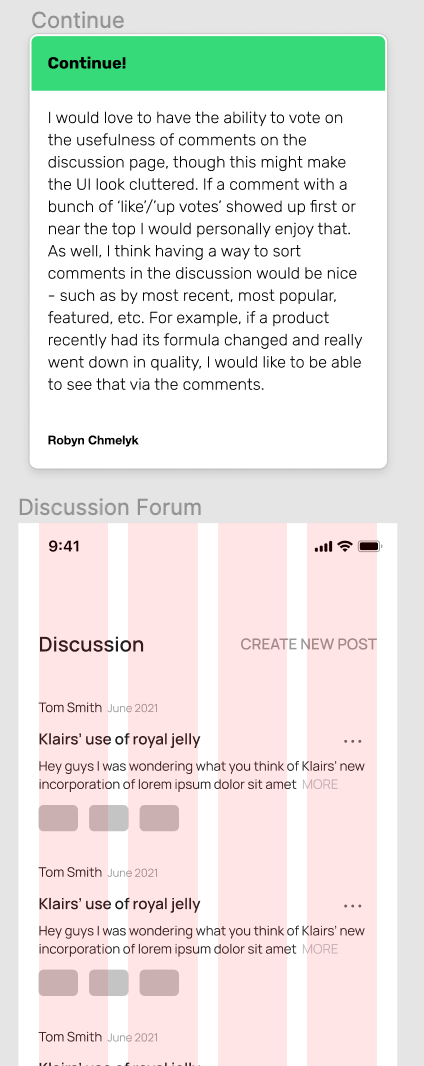 Continue
Continue!
I would love to have the ability to vote on
the usefulness of comments on the
discussion page, though this might make
the UI look cluttered. If a comment with a
bunch of ‘like’/’up votes’ showed up first or
near the top I would personally enjoy that.
As well, I think having a way to sort
comments in the discussion would be nice
- such as by most recent, most popular,
featured, etc. For example, if a product
recently had its formula changed and really
went down in quality, I would like to be able
to see that via the comments.
Robyn Chmelyk
Discussion Forum
9:41
Discussion CREATE NEW POST
Tom Smith June 2021
Klairs’ use of royal jelly
Hey guys I was wondering what you think of Klairs’ new
incorporation of lorem ipsum dolor sit amet MORE
Tom Smith June 2021
Klairs’ use of royal jelly
Hey guys I was wondering what you think of Klairs’ new
incorporation of lorem ipsum dolor sit amet MORE
Tom Smith June 2021
Klairs’ use of royal jelly